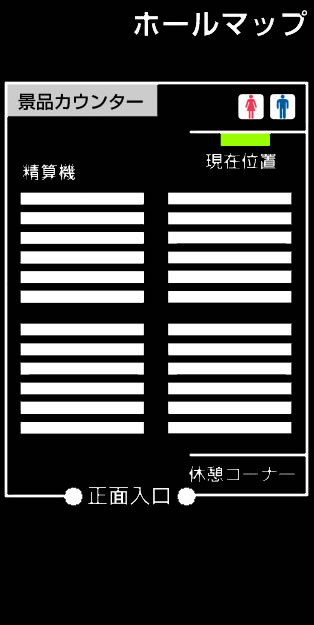 ホールマップ
景品カウンター
現在位置
精算機
休憩コーナー
正面入口